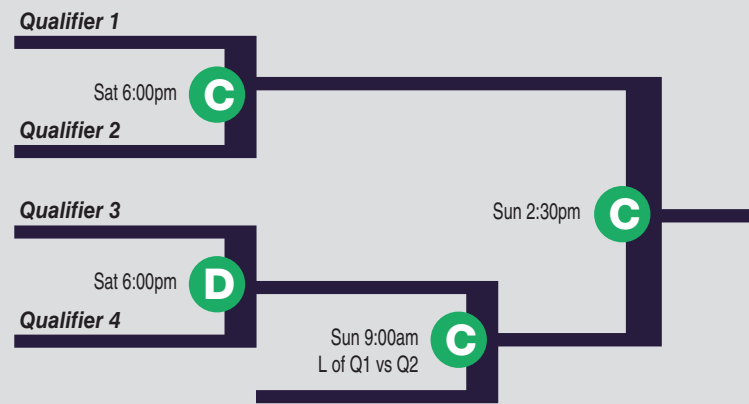 Qualifier 1
Sat 6:00pm C
Qualifier 2
Qualifier 3
Sun 2:30pm C
Sat 6:00pm D
Qualifier 4
Sun 9:00am C
L of Q1 vs Q2